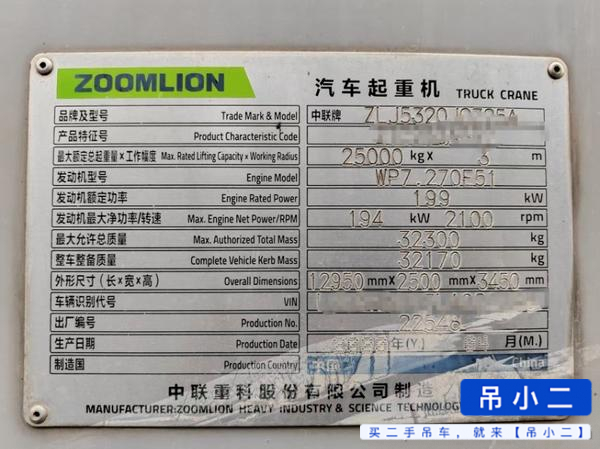 ZOOMLION 汽车起重机 TRUCK CRANE
品牌及型号 Trade Mark & Model 中联牌
产品特征号 Product Characteristic Code
最大额定总起重量×工作幅度 Max. Rated Lifting Capacity × Working Radius 25000 kg x 3 m
发动机型号 Engine Model WP7.270E51
发动机额定功率 Engine Rated Power 199 kW
发动机最大净功率/转速 Max. Engine Net Power/RPM 194 kW 2100 rpm
最大允许总质量 Max. Authorized Total Mass 32300 kg
整车整备质量 Complete Vehicle Kerb Mass 32170 kg
外形尺寸(长×宽×高) Overall Dimensions 12950 mm X 2500 mm X 3450 mm
车辆识别代号 VIN
出厂编号 Production No.
生产日期 Production Date 年(Y.) 月(M.)
制造国 Production Country China
中联重科股份有限公司制造
MANUFACTURER:ZOOMLION HEAVY INDUSTRY & SCIENCE TECHNOLOGY
吊小二
买二手吊车,就来【吊小二】